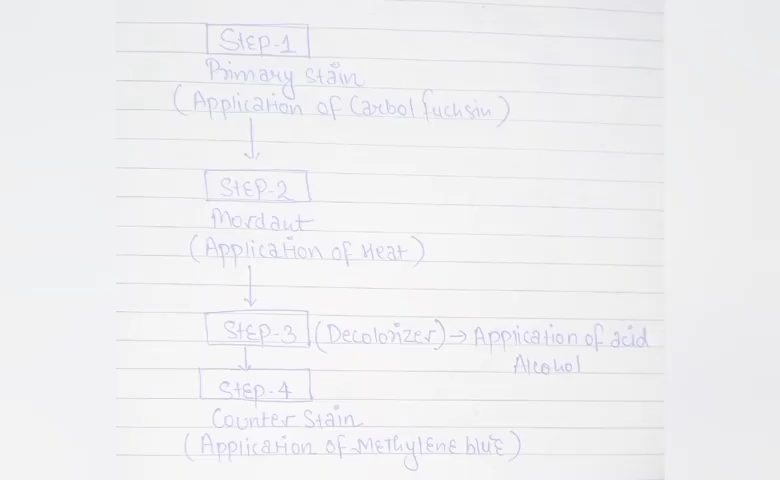 Step-1
Primary stain
(Application of Carbol fuchsin)
Step-2
Mordaut
(Application of Heat)
Step-3 (Decolorizer) → Application of acid
Alcohol
Step-4
Counter Stain
(Application of Methylene blue)